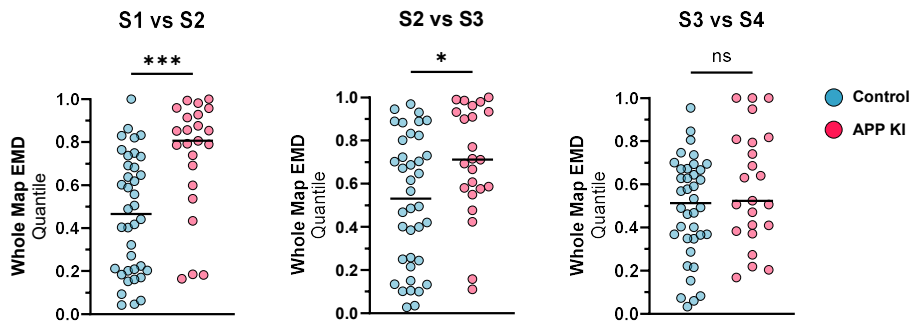 S1 vs S2
***
Whole Map EMD
Quantile
1.0
0.8
0.6
0.4
0.2
0.0
S2 vs S3
*
Whole Map EMD
Quantile
1.0
0.8
0.6
0.4
0.2
0.0
S3 vs S4
ns
Whole Map EMD
Quantile
1.0
0.8
0.6
0.4
0.2
0.0
Control
APP KI